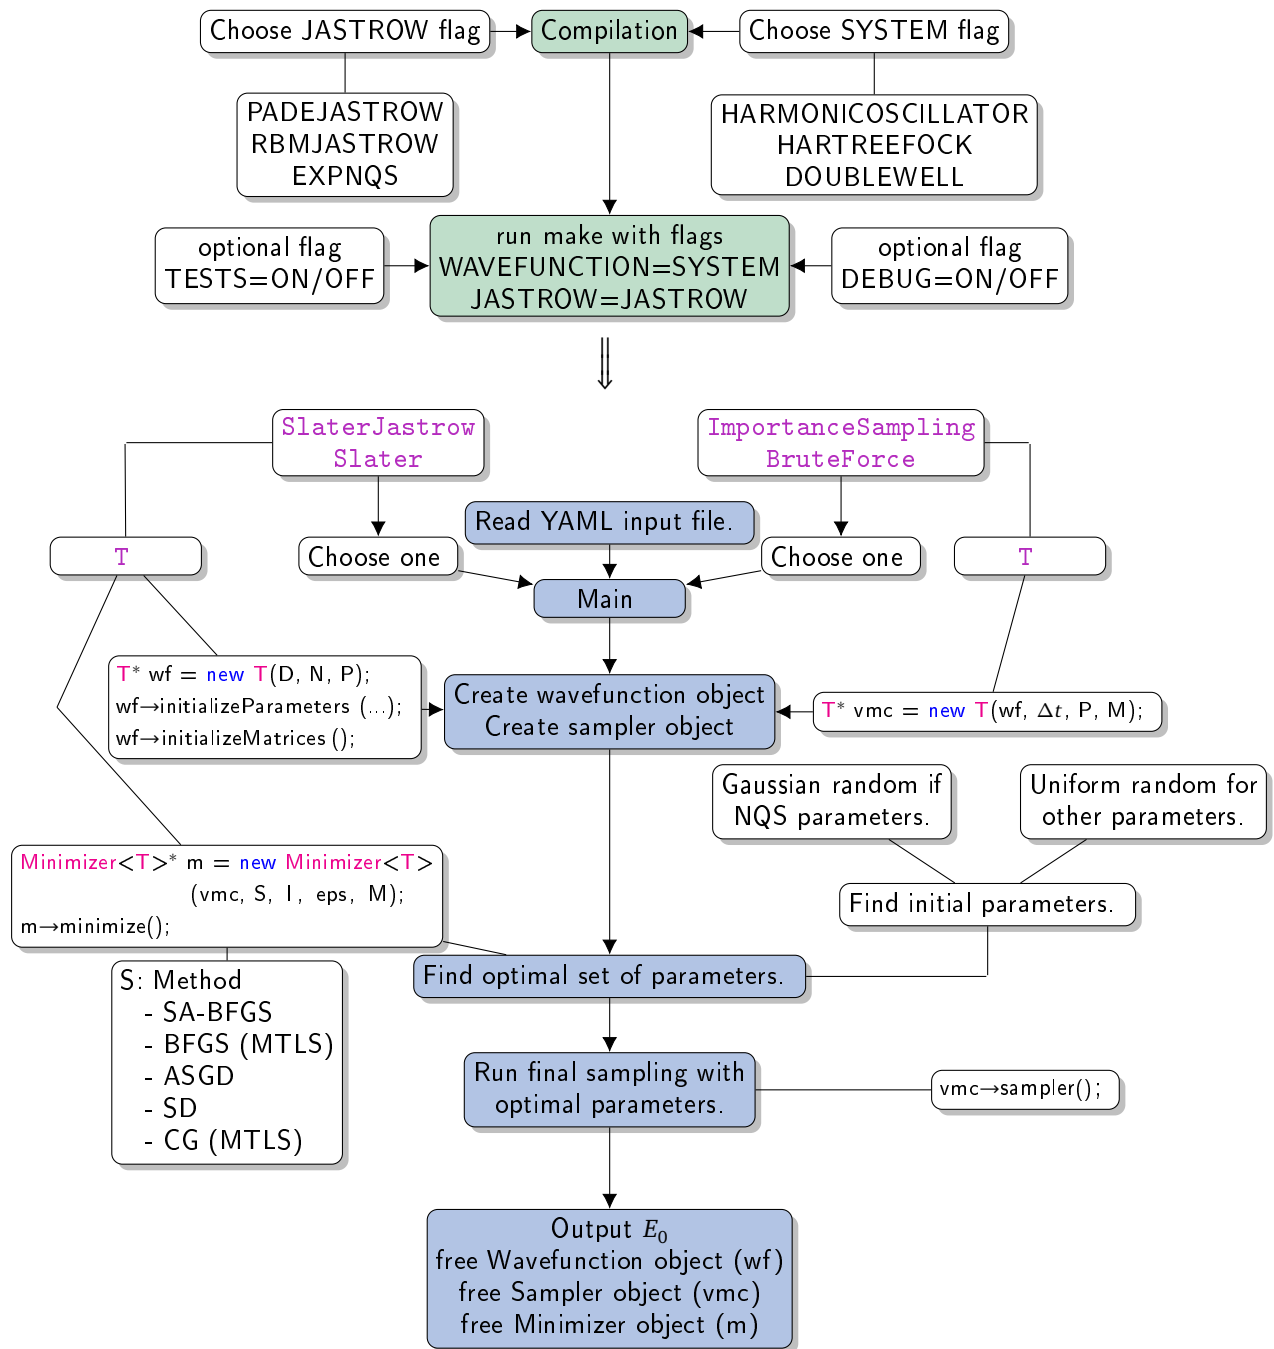 Choose JASTROW flag
Compilation
Choose SYSTEM flag
PADEJASTROW
RBMJASTROW
EXPNQS
HARMONICOSCILLATOR
HARTREEFOCK
DOUBLEWELL
optional flag
TESTS=ON/OFF
run make with flags
WAVEFUNCTION=SYSTEM
JASTROW=JASTROW
optional flag
DEBUG=ON/OFF
⇓
SlaterJastrow
Slater
ImportanceSampling
BruteForce
Read YAML input file.
T
Choose one
Choose one
T
Main
T* wf = new T(D, N, P);
wf→initializeParameters (...);
wf→initializeMatrices ();
Create wavefunction object
Create sampler object
T* vmc = new T(wf, Δt, P, M);
Gaussian random if
NQS parameters.
Uniform random for
other parameters.
Minimizer<T>* m = new Minimizer<T>
(vmc, S, I, eps, M);
m→minimize();
Find initial parameters.
Find optimal set of parameters.
S: Method
- SA-BFGS
- BFGS (MTLS)
- ASGD
- SD
- CG (MTLS)
Run final sampling with
optimal parameters.
vmc→sampler();
Output E₀
free Wavefunction object (wf)
free Sampler object (vmc)
free Minimizer object (m)